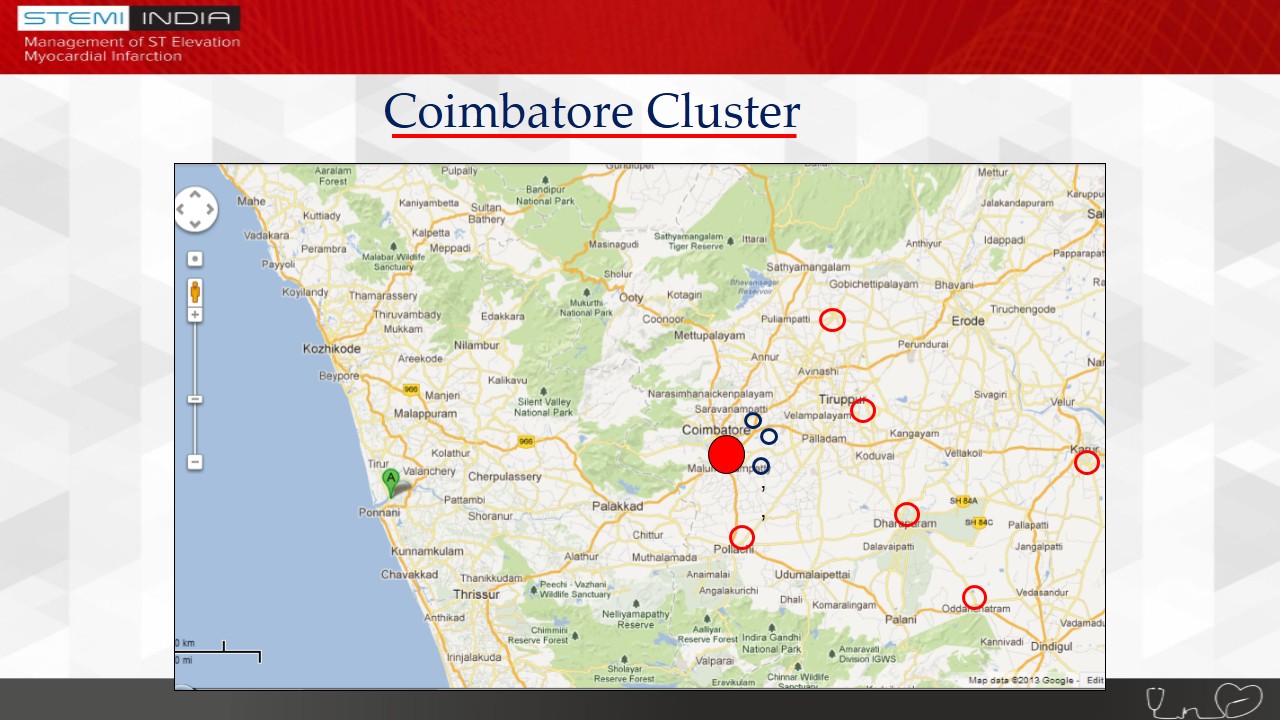 STEMI INDIA
Management of ST Elevation
Myocardial Infarction
Coimbatore Cluster
Aaralam
Forest
Pulpally
Mettur
Mahe
Kaniyambetta
Bandipur
National Park
Jalakandapuram
Karuppu
Kuttiady
Sultan
Bathery
Sal
Vadakara
Kalpetta
Perambra
Meppadi
Masinagudi
Sathyamangalam
Tiger Reserve
Ittarai
Anthiyur
Idappadi
Papparapat
Payyoli
Malabar Wildlife
Sanctuary
Sholur
Sathyamangalam
Koyilandy
Thamarassery
Mukurthi
National Park
Ooty
Kotagiri
Bhavanisagar
Reservoir
Gobichettipalayam
Bhavani
Ra
Thiruvambady
Edakkara
Coonoor
Puliampatti
Erode
Tiruchengode
Mukkam
Mettupalayam
Kozhikode
Nilambur
Perundurai
Areekode
Annur
Nar
Beypore
Kalikavu
Avinashi
966
Manjeri
Silent Valley
National Park
Narasimhanaickenpalayam
Saravanampatti
Tiruppur
Sivagiri
Velur
Malappuram
Velampalayam
966
Coimbatore
Palladam
Kangayam
Tirur
Kolathur
Koduvai
Vellakoil
Karur
A
Valanchery
Cherpulassery
Ponnani
Pattambi
Shoranur
Palakkad
,
SH 84A
Dharapuram
SH 84C
Pallapatti
,
Chittur
Kunnamkulam
Alathur
Muthalamada
Pollachi
Dalavaipatti
Jangalpatti
Chavakkad
Thanikkudam
Anaimalai
Udumalaipettai
Thrissur
Peechi - Vazhani
Wildlife Sanctuary
Angalakurichi
Dhali
Komaralingam
Oddanchatram
Vedasandur
Anthikad
Nelliyampathy
Reserve
Palani
Vadamadu
Chimmini
Reserve Forest
Aaliyar
Reserve Forest
Indira Gandhi
National Park
Kannivadi
Dindigul
0 km
0 mi
Irinjalakuda
Valparai
Amaravati
Division IGWS
Sholayar
Reserve Forest
Eravikulam
Chinnar Wildlife
Sanctuary
Map data ©2013 Google -
Edit